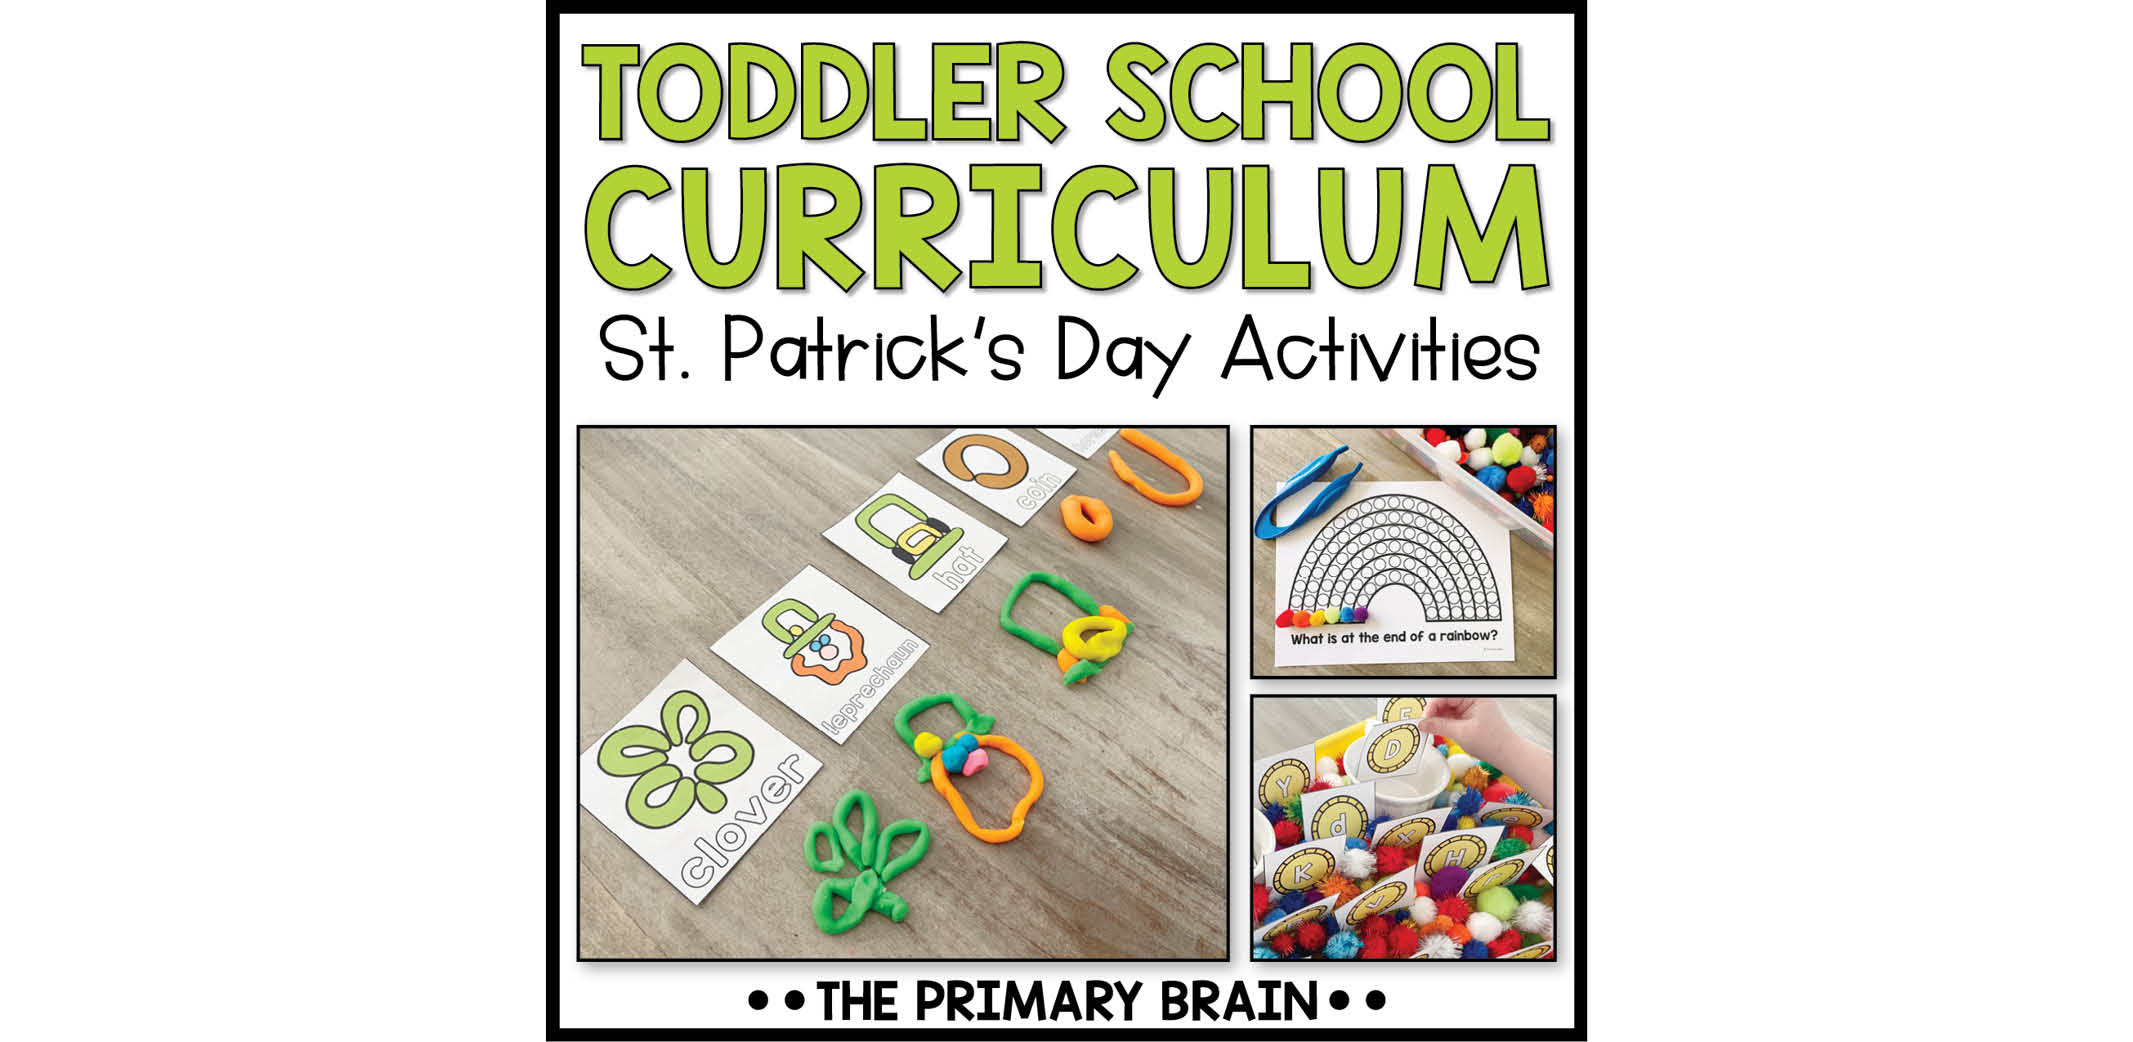 TODDLER SCHOOL
CURRICULUM
St. Patrick's Day Activities
coin
hat
leprechaun
clover
What is at the end of a rainbow?
F
D
Y
d
x
e
K
H
r
v
••THE PRIMARY BRAIN••